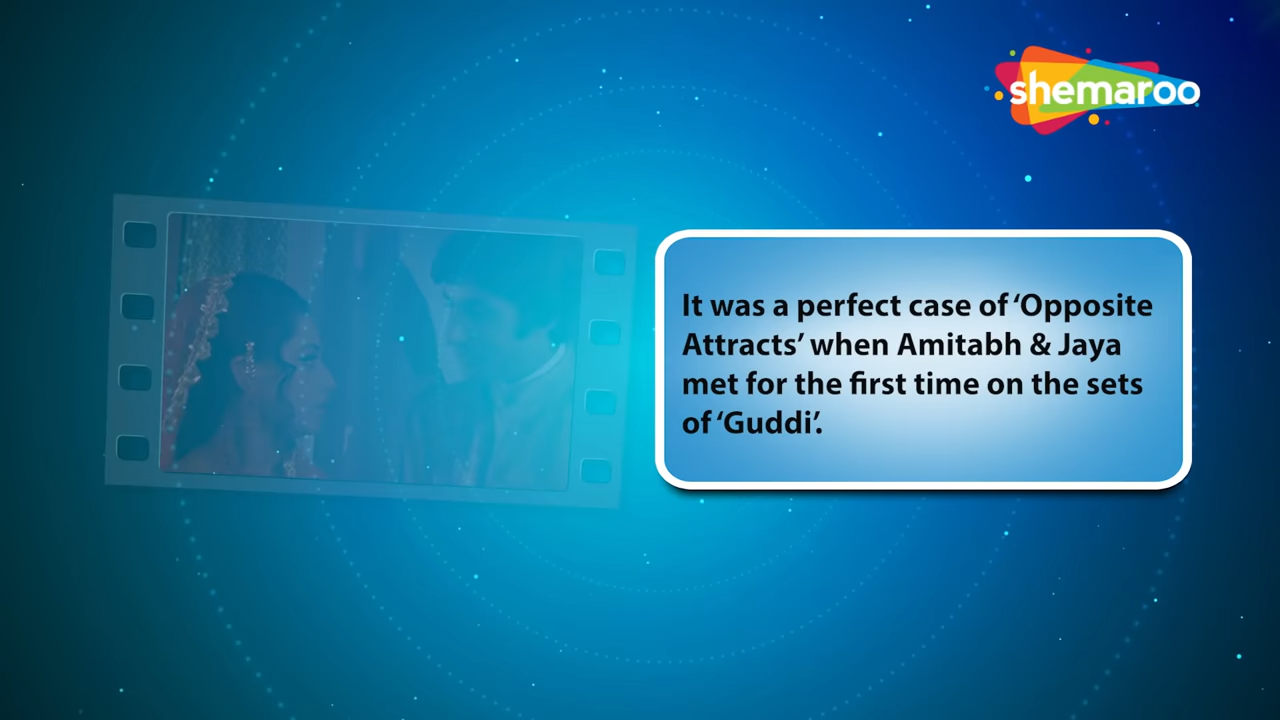 shemaroo
It was a perfect case of ‘Opposite
Attracts’ when Amitabh & Jaya
met for the first time on the sets
of ‘Guddi’.